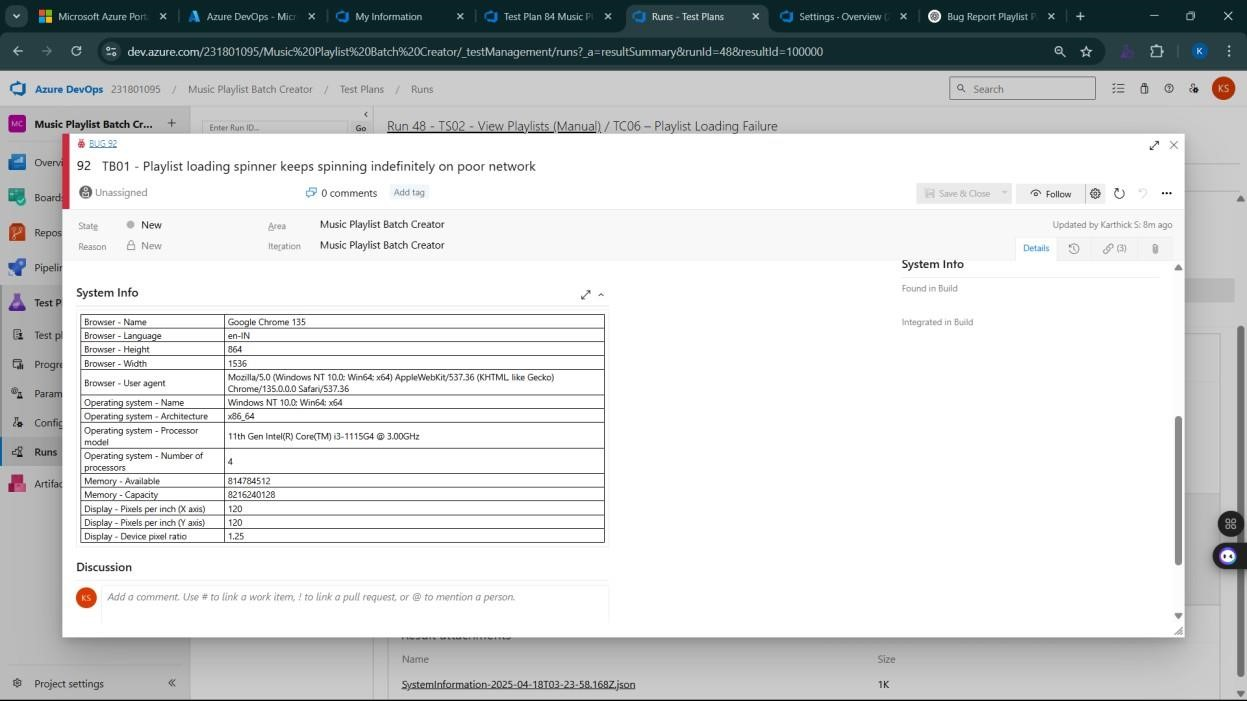 Microsoft Azure Port
Azure DevOps - Micr
My Information
Test Plan 84 Music Pl
Runs - Test Plans
Settings · Overview (2
Bug Report Playlist P
dev.azure.com/231801095/Music%20Playlist%20Batch%20Creator/_testManagement/runs?_a=resultSummary&runId=48&resultId=100000
K
Azure DevOps 231801095 / Music Playlist Batch Creator / Test Plans / Runs
Search
KS
MC Music Playlist Batch Cr... +
Enter Run ID...
Go
Run 48 - TS02 - View Playlists (Manual) / TC06 – Playlist Loading Failure
BUG 92
92 TB01 - Playlist loading spinner keeps spinning indefinitely on poor network
Unassigned
0 comments
Add tag
Save & Close
Follow
State
New
Area
Music Playlist Batch Creator
Updated by Karthick S: 8m ago
Reason
New
Iteration
Music Playlist Batch Creator
Details
(3)
Overvi
Boards
Repos
Pipelin
Test P
Test pl
Progre
Param
Config
Runs
Artifac
System Info
Browser - Name Google Chrome 135
Browser - Language en-IN
Browser - Height 864
Browser - Width 1536
Browser - User agent Mozilla/5.0 (Windows NT 10.0; Win64; x64) AppleWebKit/537.36 (KHTML, like Gecko)
Chrome/135.0.0.0 Safari/537.36
Operating system - Name Windows NT 10.0; Win64; x64
Operating system - Architecture x86_64
Operating system - Processor
model 11th Gen Intel(R) Core(TM) i3-1115G4 @ 3.00GHz
Operating system - Number of
processors 4
Memory - Available 814784512
Memory - Capacity 8216240128
Display - Pixels per inch (X axis) 120
Display - Pixels per inch (Y axis) 120
Display - Device pixel ratio 1.25
System Info
Found in Build
Integrated in Build
Discussion
KS
Add a comment. Use # to link a work item, ! to link a pull request, or @ to mention a person.
Result attachments
Name
Size
SystemInformation-2025-04-18T03-23-58.168Z.json
1K
Project settings